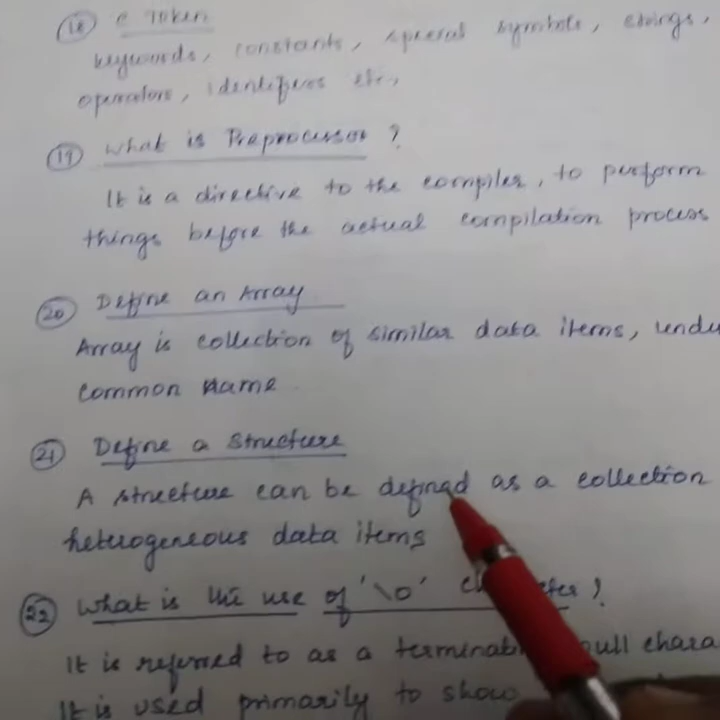 18 C Token
keywords, constants, special symbols, strings,
operators, identifiers etc.,
19 What is Preprocessor ?
It is a directive to the compiler, to perform
things before the actual compilation process
20 Define an Array
Array is collection of similar data items, unde
common Name
21 Define a structure
A structure can be defined as a collection
heterogeneous data items
22 What is the use of '\0' ?
It is referred to as a null chara
It is used primarily to show